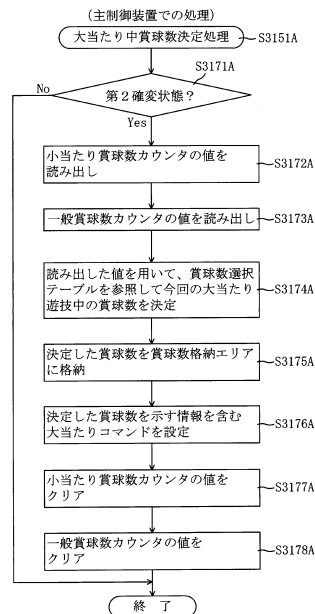 (主制御装置での処理)
大当たり中賞球数決定処理
S3151A
S3171A
第2確変状態?
No
Yes
小当たり賞球数カウンタの値を
読み出し
S3172A
一般賞球数カウンタの値を読み出し
S3173A
読み出した値を用いて、賞球数選択
テーブルを参照して今回の大当たり
遊技中の賞球数を決定
S3174A
決定した賞球数を賞球数格納エリア
に格納
S3175A
決定した賞球数を示す情報を含む
大当たりコマンドを設定
S3176A
小当たり賞球数カウンタの値を
クリア
S3177A
一般賞球数カウンタの値を
クリア
S3178A
終 了